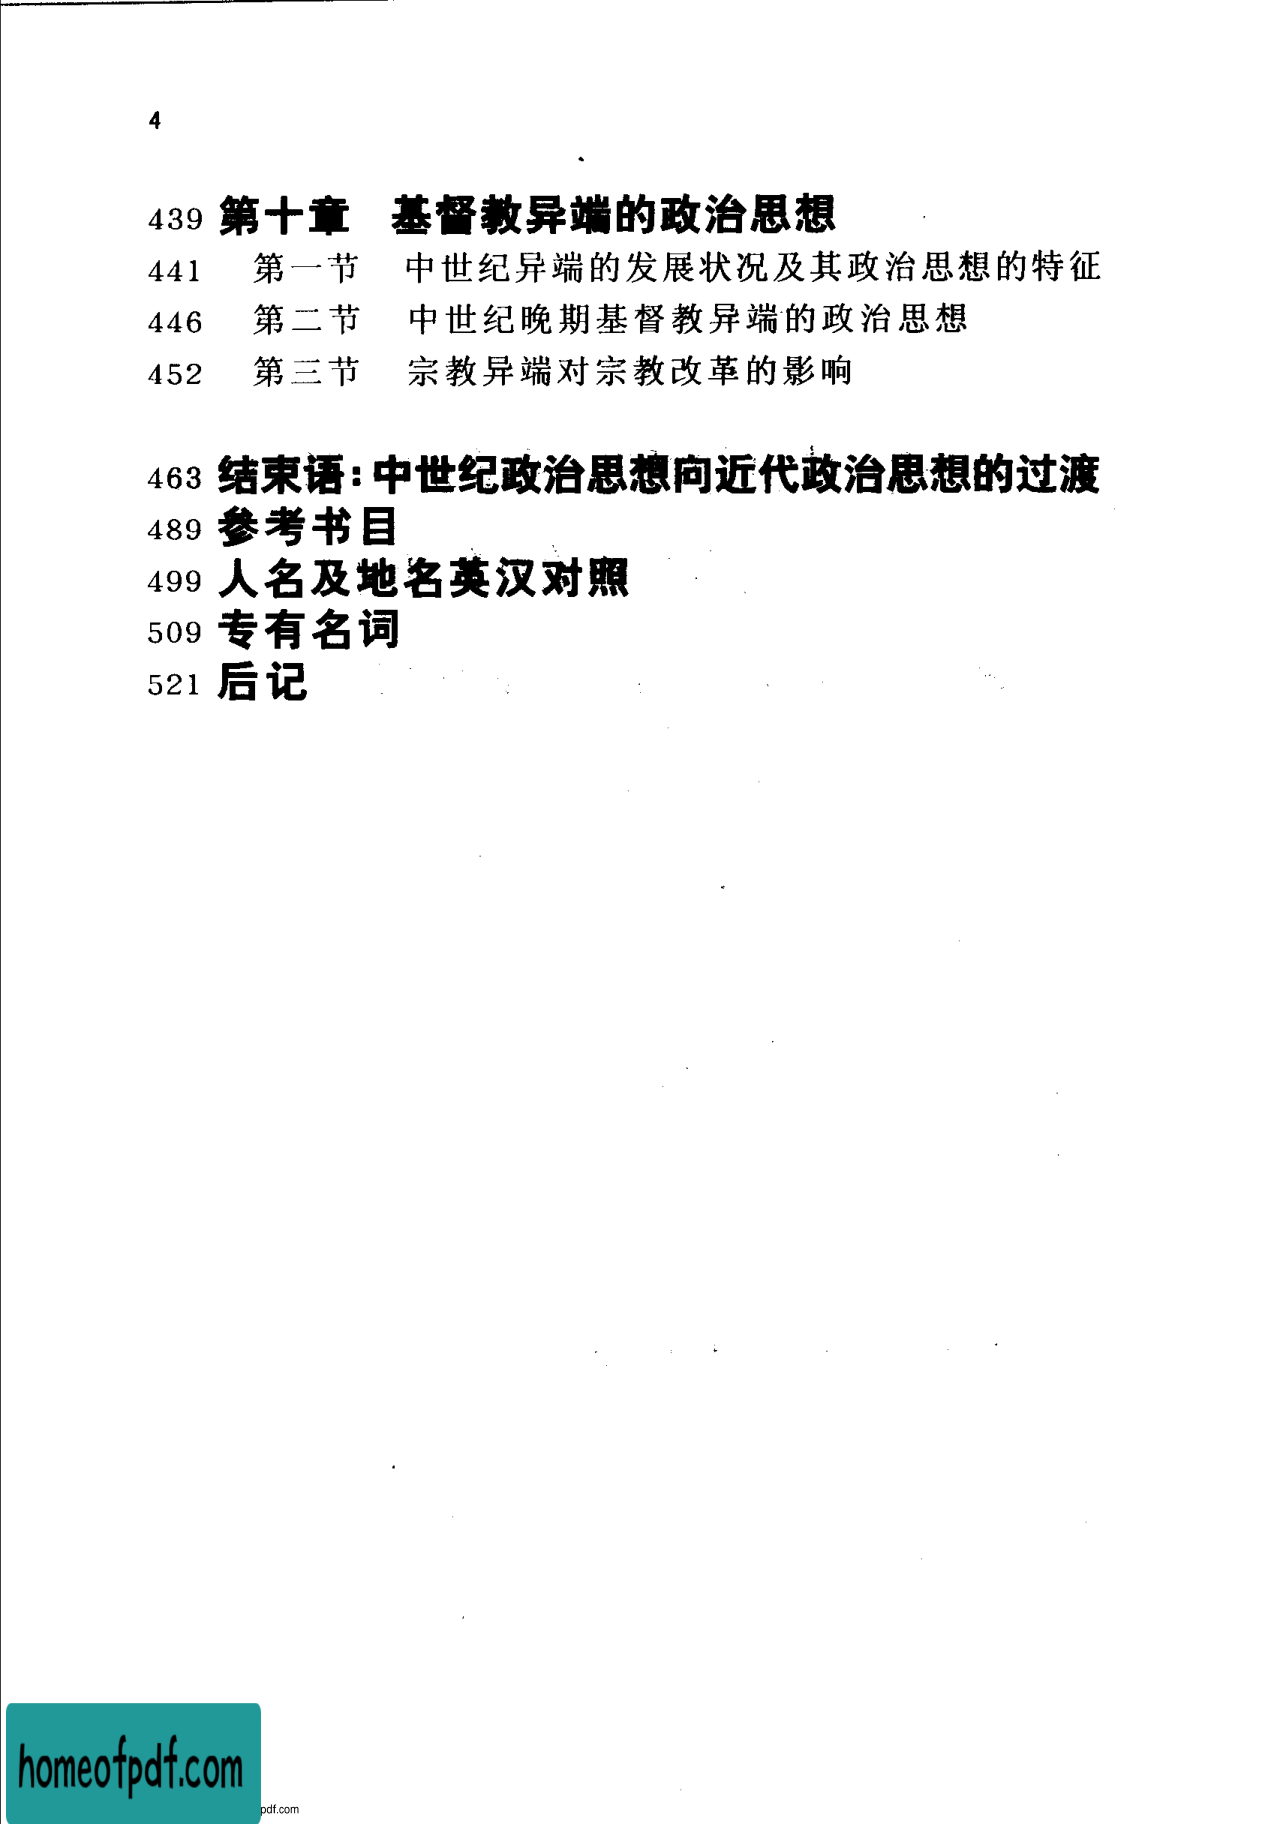 4
439 第十章 基督教异端的政治思想
441 第一节 中世纪异端的发展状况及其政治思想的特征
446 第二节 中世纪晚期基督教异端的政治思想
452 第三节 宗教异端对宗教改革的影响
463 结束语:中世纪政治思想向近代政治思想的过渡
489 参考书目
499 人名及地名英汉对照
509 专有名词
521 后记
homeofpdf.com
pdf.com